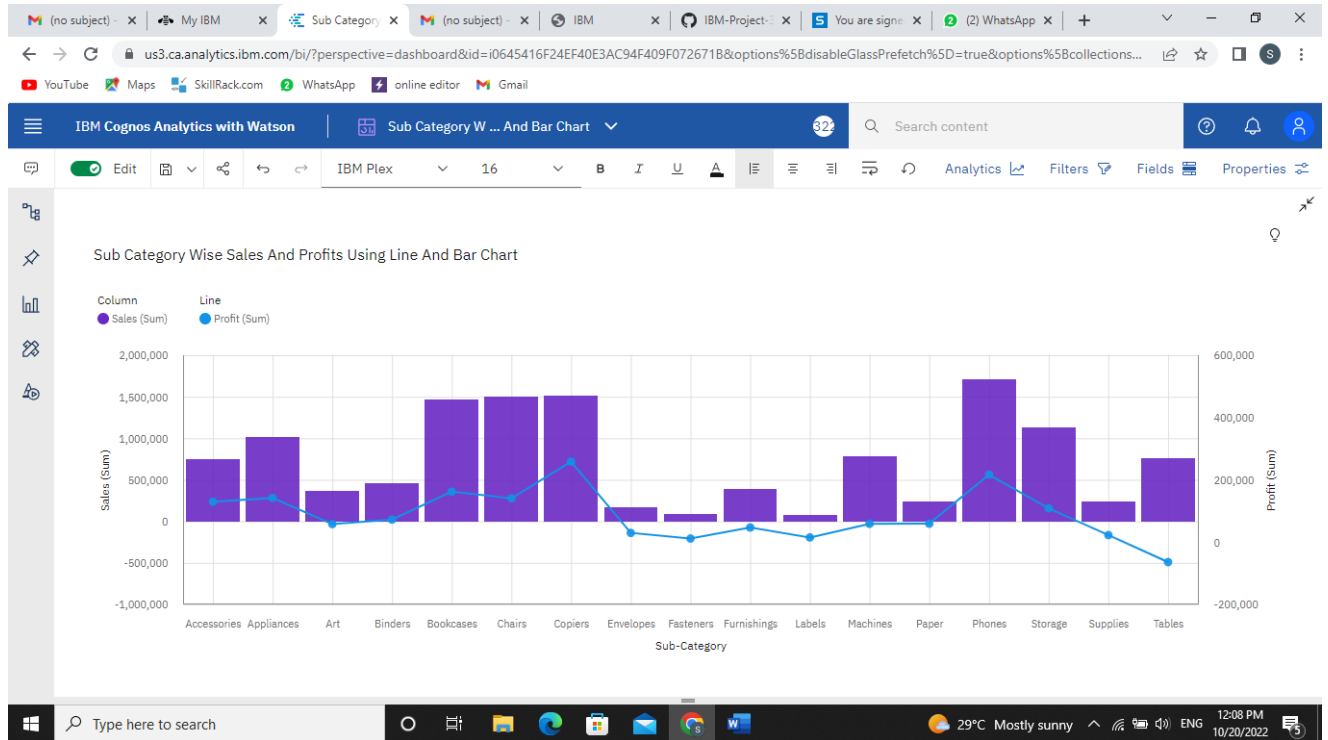 (no subject) -
My IBM
Sub Category
(no subject) -
IBM
IBM-Project-3
You are signe
(2) WhatsApp
us3.ca.analytics.ibm.com/bi/?perspective=dashboard&id=i0645416F24EF40E3AC94F409F072671B&options%5BdisableGlassPrefetch%5D=true&options%5Bcollections...
S
YouTube Maps SkillRack.com WhatsApp online editor Gmail
IBM Cognos Analytics with Watson
Sub Category W ... And Bar Chart
322
Search content
Edit
IBM Plex
16
B I U A
Analytics
Filters
Fields
Properties
Sub Category Wise Sales And Profits Using Line And Bar Chart
Column Line
Sales (Sum) Profit (Sum)
2,000,000
1,500,000
1,000,000
500,000
0
-500,000
-1,000,000
Sales (Sum)
600,000
400,000
200,000
0
-200,000
Profit (Sum)
Accessories Appliances Art Binders Bookcases Chairs Copiers Envelopes Fasteners Furnishings Labels Machines Paper Phones Storage Supplies Tables
Sub-Category
Type here to search
29°C Mostly sunny
ENG
12:08 PM
10/20/2022
5